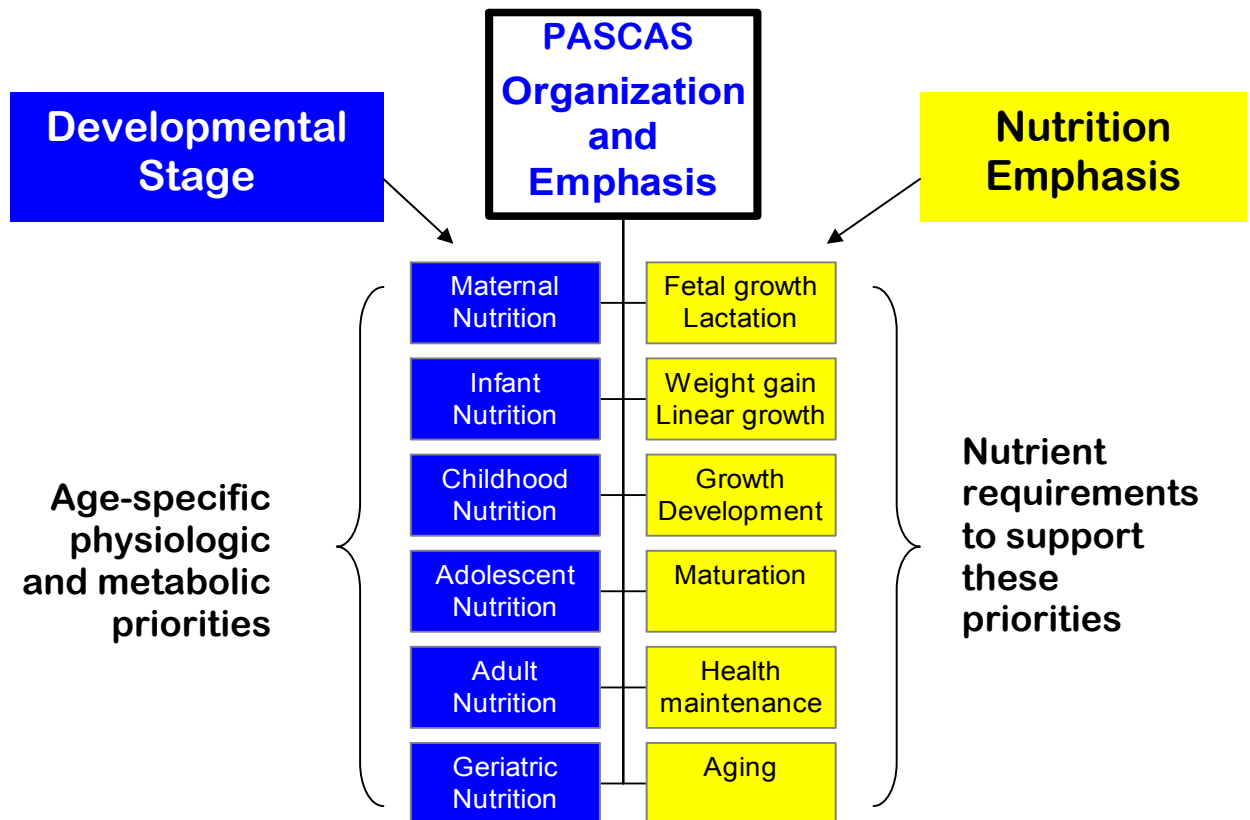 PASCAS
Organization
and
Emphasis
Developmental
Stage
Nutrition
Emphasis
Maternal
Nutrition
Fetal growth
Lactation
Infant
Nutrition
Weight gain
Linear growth
Childhood
Nutrition
Growth
Development
Adolescent
Nutrition
Maturation
Adult
Nutrition
Health
maintenance
Geriatric
Nutrition
Aging
Age-specific
physiologic
and metabolic
priorities
Nutrient
requirements
to support
these
priorities